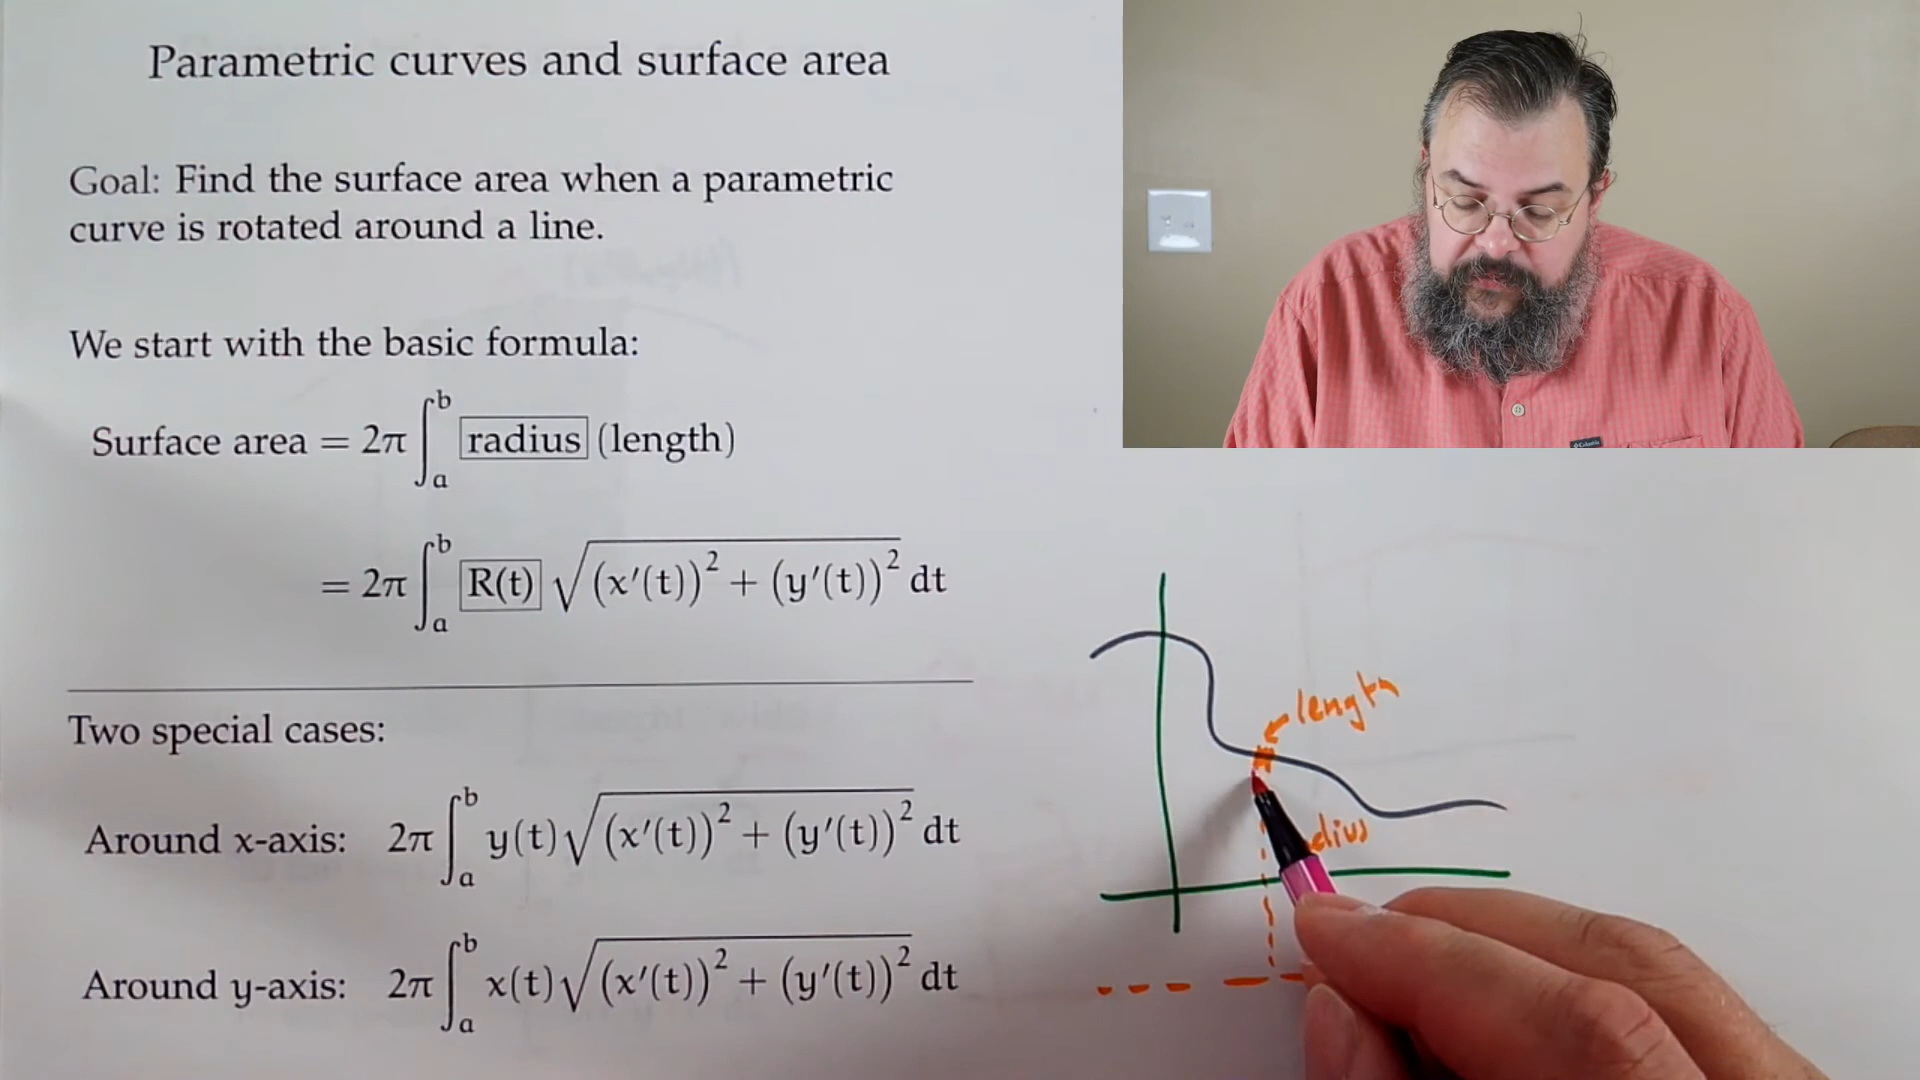 Parametric curves and surface area
Goal: Find the surface area when a parametric
curve is rotated around a line.
We start with the basic formula:
Surface area = 2π ∫_a^b radius (length)
= 2π ∫_a^b R(t) √((x′(t))² + (y′(t))²) dt
Two special cases:
Around x-axis: 2π ∫_a^b y(t) √((x′(t))² + (y′(t))²) dt
Around y-axis: 2π ∫_a^b x(t) √((x′(t))² + (y′(t))²) dt
Columbia
length
dius